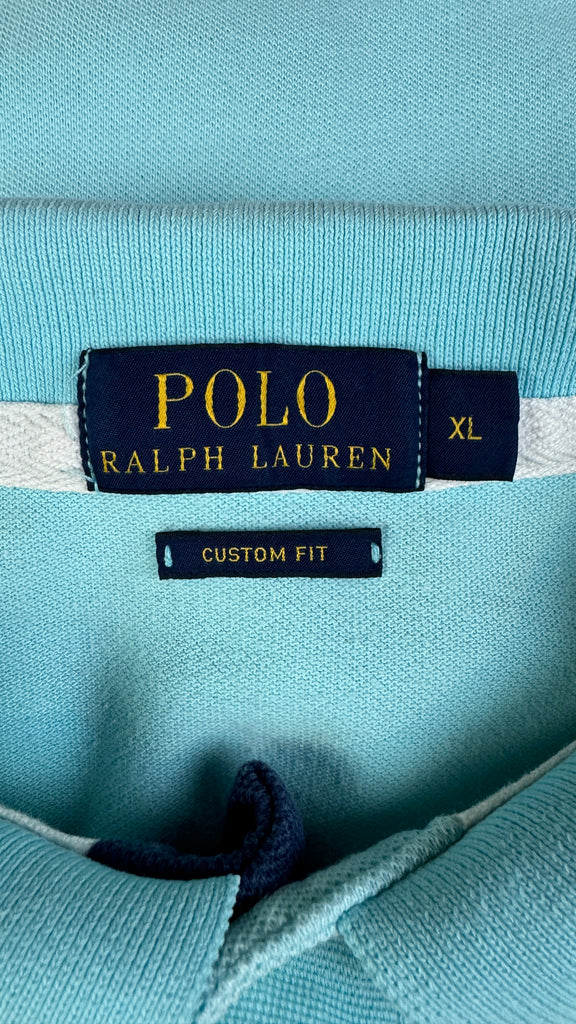 POLO
RALPH LAUREN
XL
CUSTOM FIT